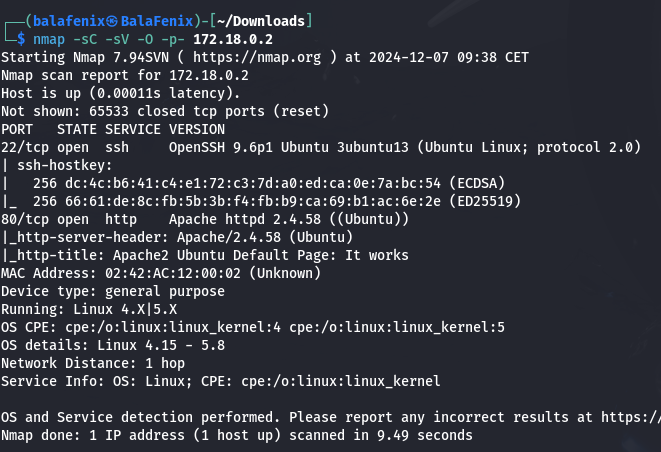 ┌──(balafenix㉿BalaFenix)-[~/Downloads]
└─$ nmap -sC -sV -O -p- 172.18.0.2
Starting Nmap 7.94SVN ( https://nmap.org ) at 2024-12-07 09:38 CET
Nmap scan report for 172.18.0.2
Host is up (0.00011s latency).
Not shown: 65533 closed tcp ports (reset)
PORT   STATE SERVICE VERSION
22/tcp open  ssh     OpenSSH 9.6p1 Ubuntu 3ubuntu13 (Ubuntu Linux; protocol 2.0)
| ssh-hostkey:
|   256 dc:4c:b6:41:c4:e1:72:c3:7d:a0:ed:ca:0e:7a:bc:54 (ECDSA)
|_  256 66:61:de:8c:fb:5b:3b:f4:fb:b9:ca:69:b1:ac:6e:2e (ED25519)
80/tcp open  http    Apache httpd 2.4.58 ((Ubuntu))
|_http-server-header: Apache/2.4.58 (Ubuntu)
|_http-title: Apache2 Ubuntu Default Page: It works
MAC Address: 02:42:AC:12:00:02 (Unknown)
Device type: general purpose
Running: Linux 4.X|5.X
OS CPE: cpe:/o:linux:linux_kernel:4 cpe:/o:linux:linux_kernel:5
OS details: Linux 4.15 - 5.8
Network Distance: 1 hop
Service Info: OS: Linux; CPE: cpe:/o:linux:linux_kernel

OS and Service detection performed. Please report any incorrect results at https:/
Nmap done: 1 IP address (1 host up) scanned in 9.49 seconds